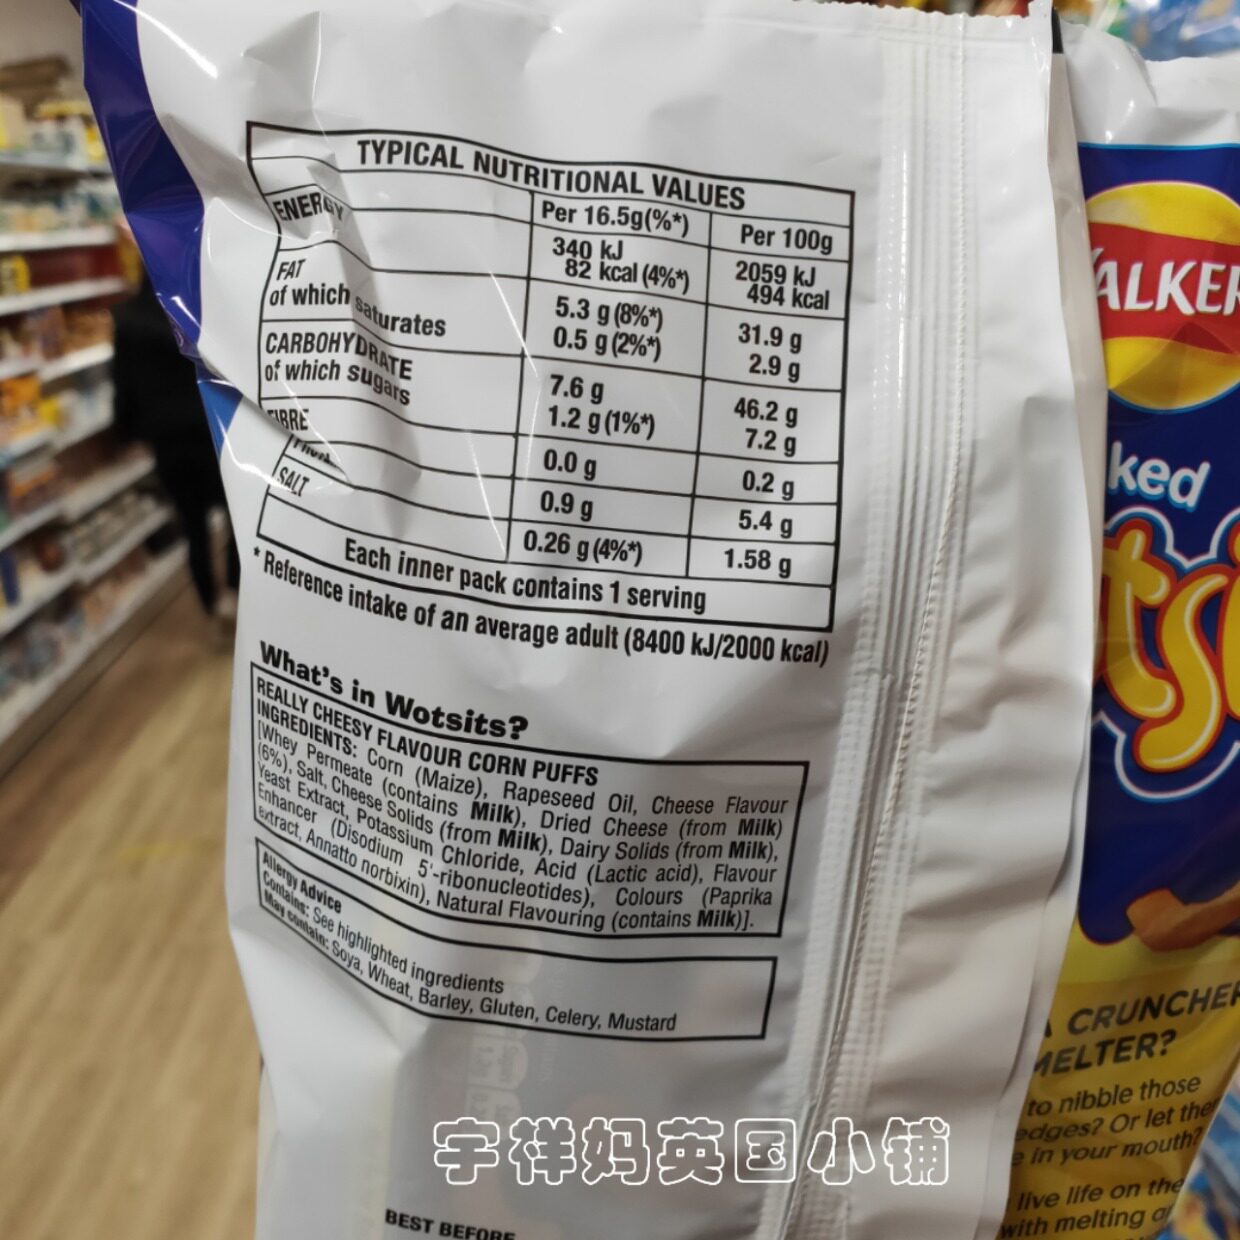 TYPICAL NUTRITIONAL VALUES
Per 16.5g(%*) Per 100g
ENERGY 340 kJ 2059 kJ
82 kcal (4%*) 494 kcal
FAT 5.3 g (8%*) 31.9 g
of which saturates 0.5 g (2%*) 2.9 g
CARBOHYDRATE 7.6 g 46.2 g
of which sugars 1.2 g (1%*) 7.2 g
FIBRE 0.0 g 0.2 g
0.9 g 5.4 g
SALT 0.26 g (4%*) 1.58 g
Each inner pack contains 1 serving
* Reference intake of an average adult (8400 kJ/2000 kcal)
What's in Wotsits?
REALLY CHEESY FLAVOUR CORN PUFFS
INGREDIENTS: Corn (Maize), Rapeseed Oil, Cheese Flavour
[Whey Permeate (contains Milk), Dried Cheese (from Milk)
(6%), Salt, Cheese Solids (from Milk), Dairy Solids (from Milk),
Yeast Extract, Potassium Chloride, Acid (Lactic acid), Flavour
Enhancer (Disodium 5'-ribonucleotides), Colours (Paprika
extract, Annatto norbixin), Natural Flavouring (contains Milk)].
Allergy Advice
Contains: See highlighted ingredients
May contain: Soya, Wheat, Barley, Gluten, Celery, Mustard
BEST BEFORE
宇祥妈英国小铺
WALKER
ked
tsi
A CRUNCHER
MELTER?
to nibble those
edges? Or let the
e in your mouth?
live life on the
with melting a